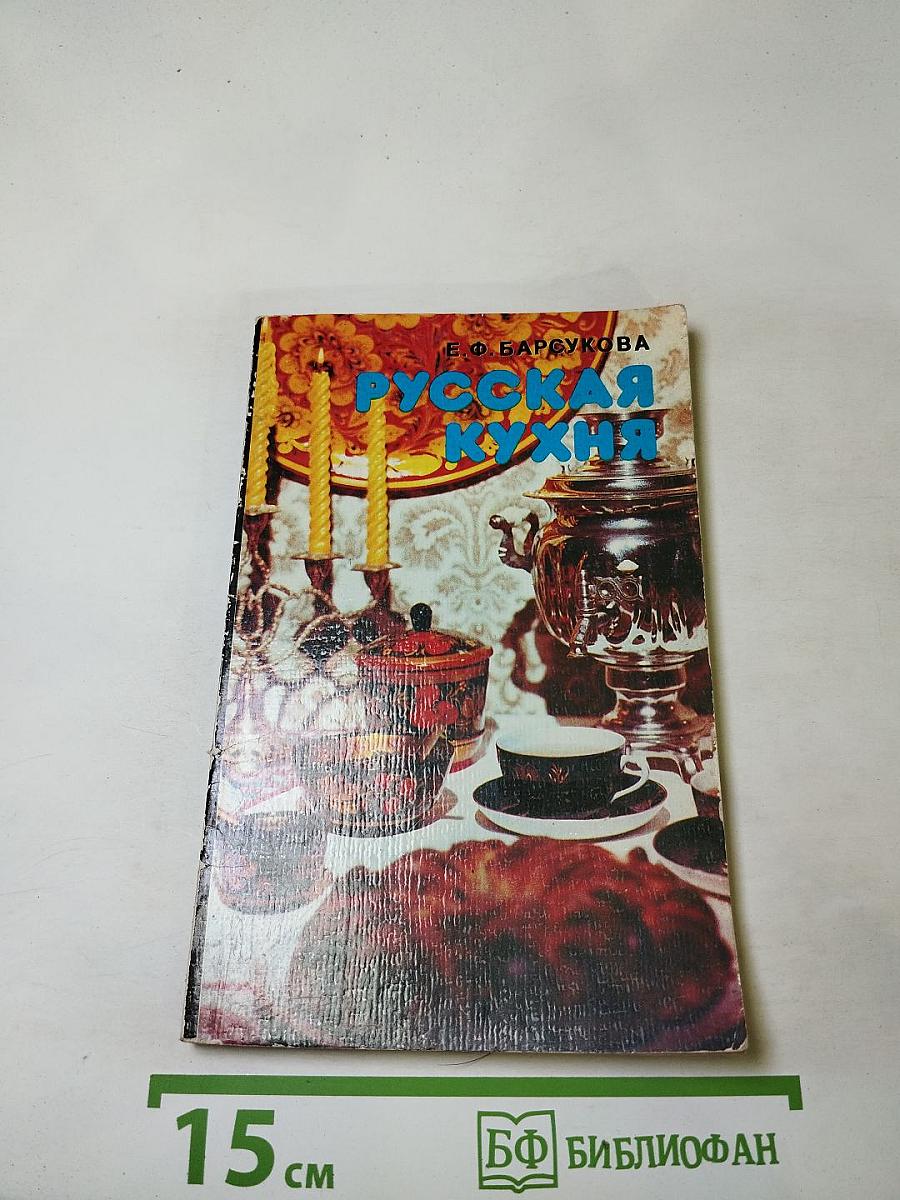 Е. Ф. БАРСУКОВА
РУССКАЯ
КУХНЯ
15 см
БФ БИБЛИОФАН